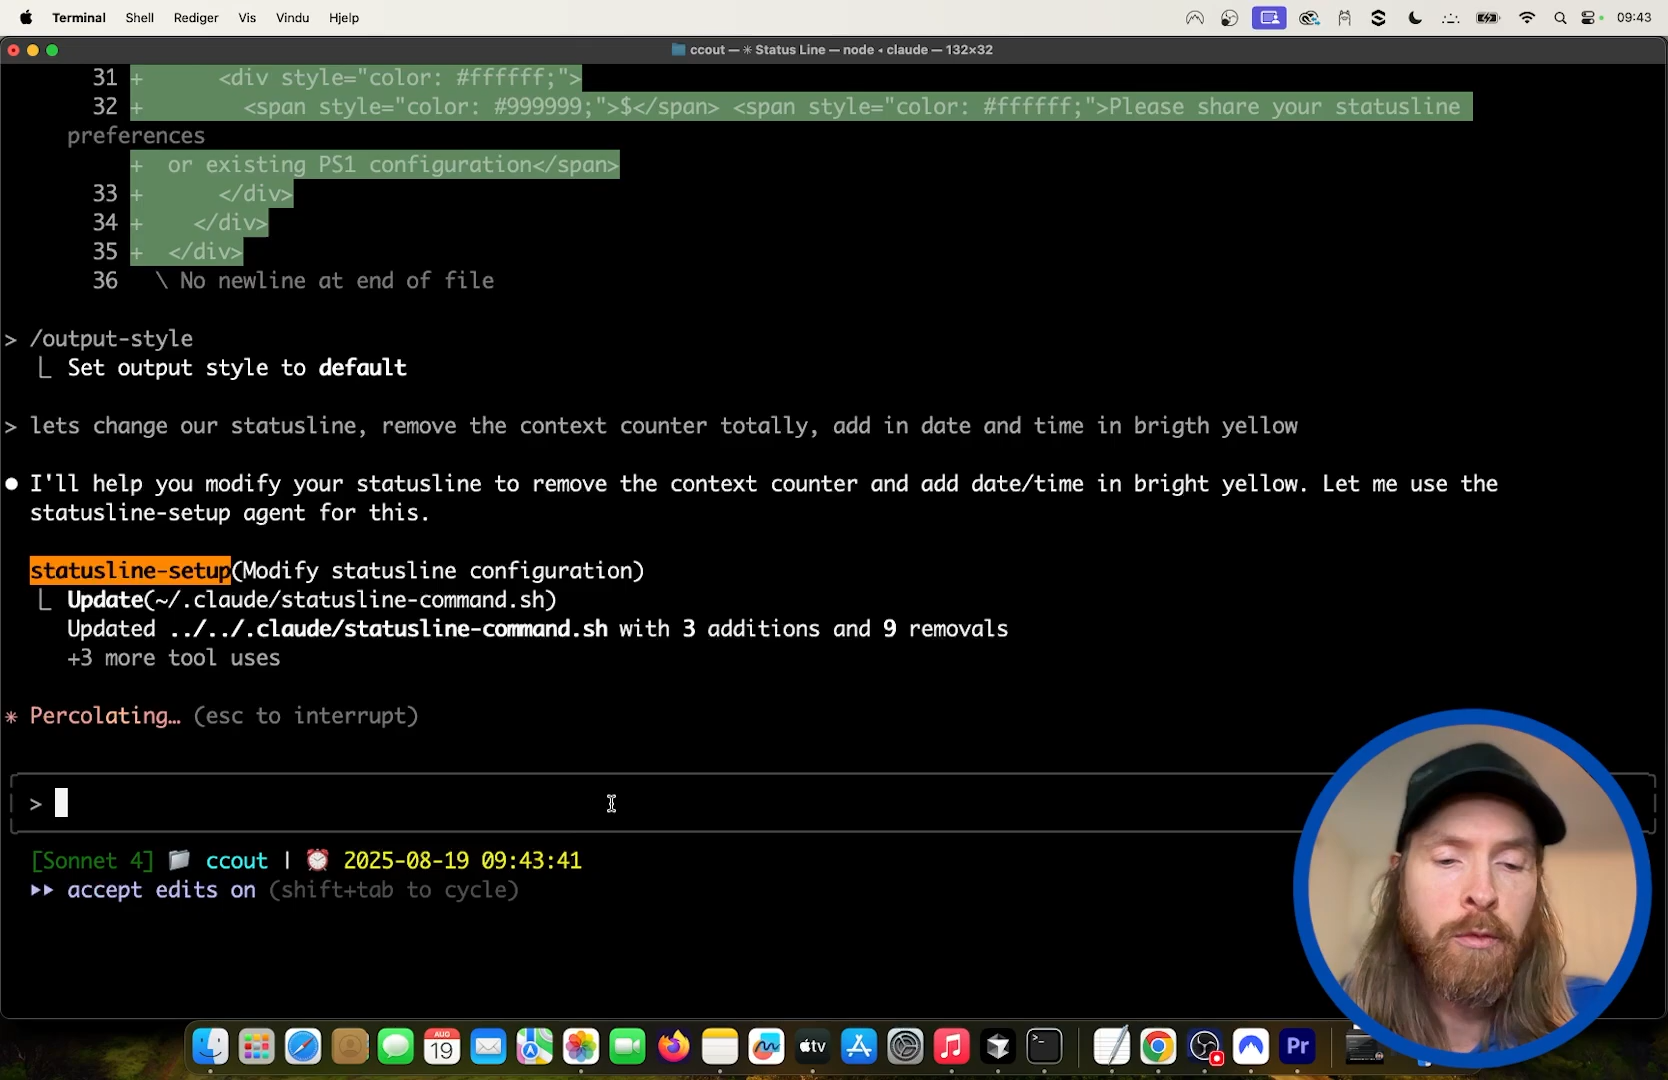 Terminal Shell Rediger Vis Vindu Hjelp 09:43
ccout — ✳ Status Line — node ◂ claude — 132×32
31 + <div style="color: #ffffff;">
32 + <span style="color: #999999;">$</span> <span style="color: #ffffff;">Please share your statusline
preferences
+ or existing PS1 configuration</span>
33 + </div>
34 + </div>
35 + </div>
36 \ No newline at end of file
> /output-style
⎿ Set output style to default
> lets change our statusline, remove the context counter totally, add in date and time in brigth yellow
● I'll help you modify your statusline to remove the context counter and add date/time in bright yellow. Let me use the
statusline-setup agent for this.
statusline-setup(Modify statusline configuration)
⎿ Update(~/.claude/statusline-command.sh)
Updated ../../.claude/statusline-command.sh with 3 additions and 9 removals
+3 more tool uses
✳ Percolating… (esc to interrupt)
>
[Sonnet 4] 📁 ccout | ⏰ 2025-08-19 09:43:41
▸▸ accept edits on (shift+tab to cycle)
AUG
19
tv
>_
Pr